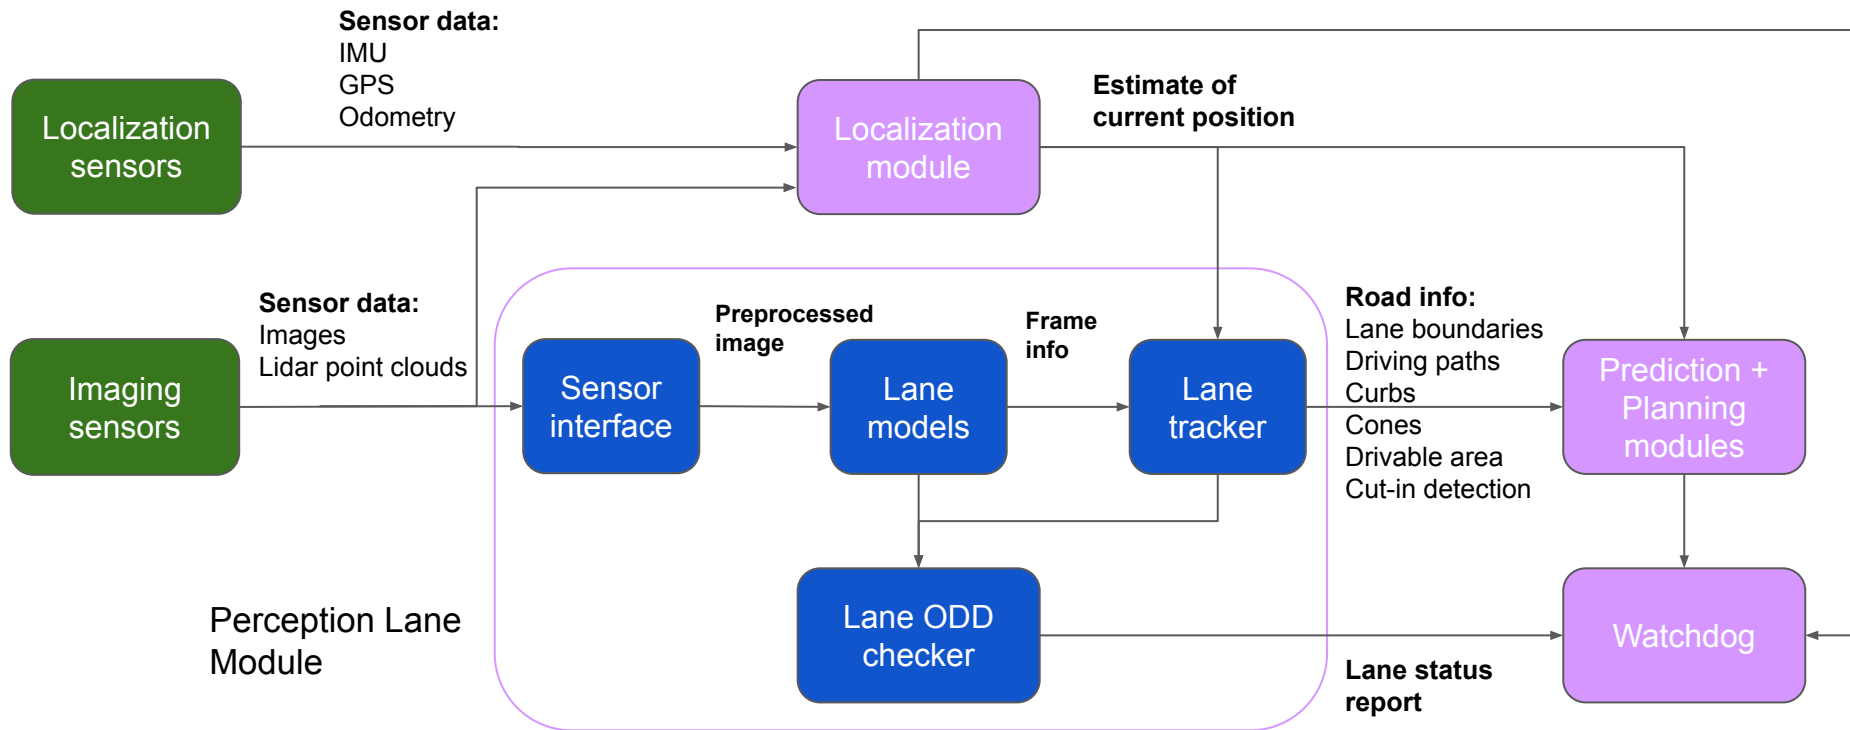 Sensor data:
IMU
GPS
Odometry
Localization
sensors
Localization
module
Estimate of
current position
Sensor data:
Images
Lidar point clouds
Imaging
sensors
Sensor
interface
Preprocessed
image
Lane
models
Frame
info
Lane
tracker
Road info:
Lane boundaries
Driving paths
Curbs
Cones
Drivable area
Cut-in detection
Prediction +
Planning
modules
Perception Lane
Module
Lane ODD
checker
Lane status
report
Watchdog